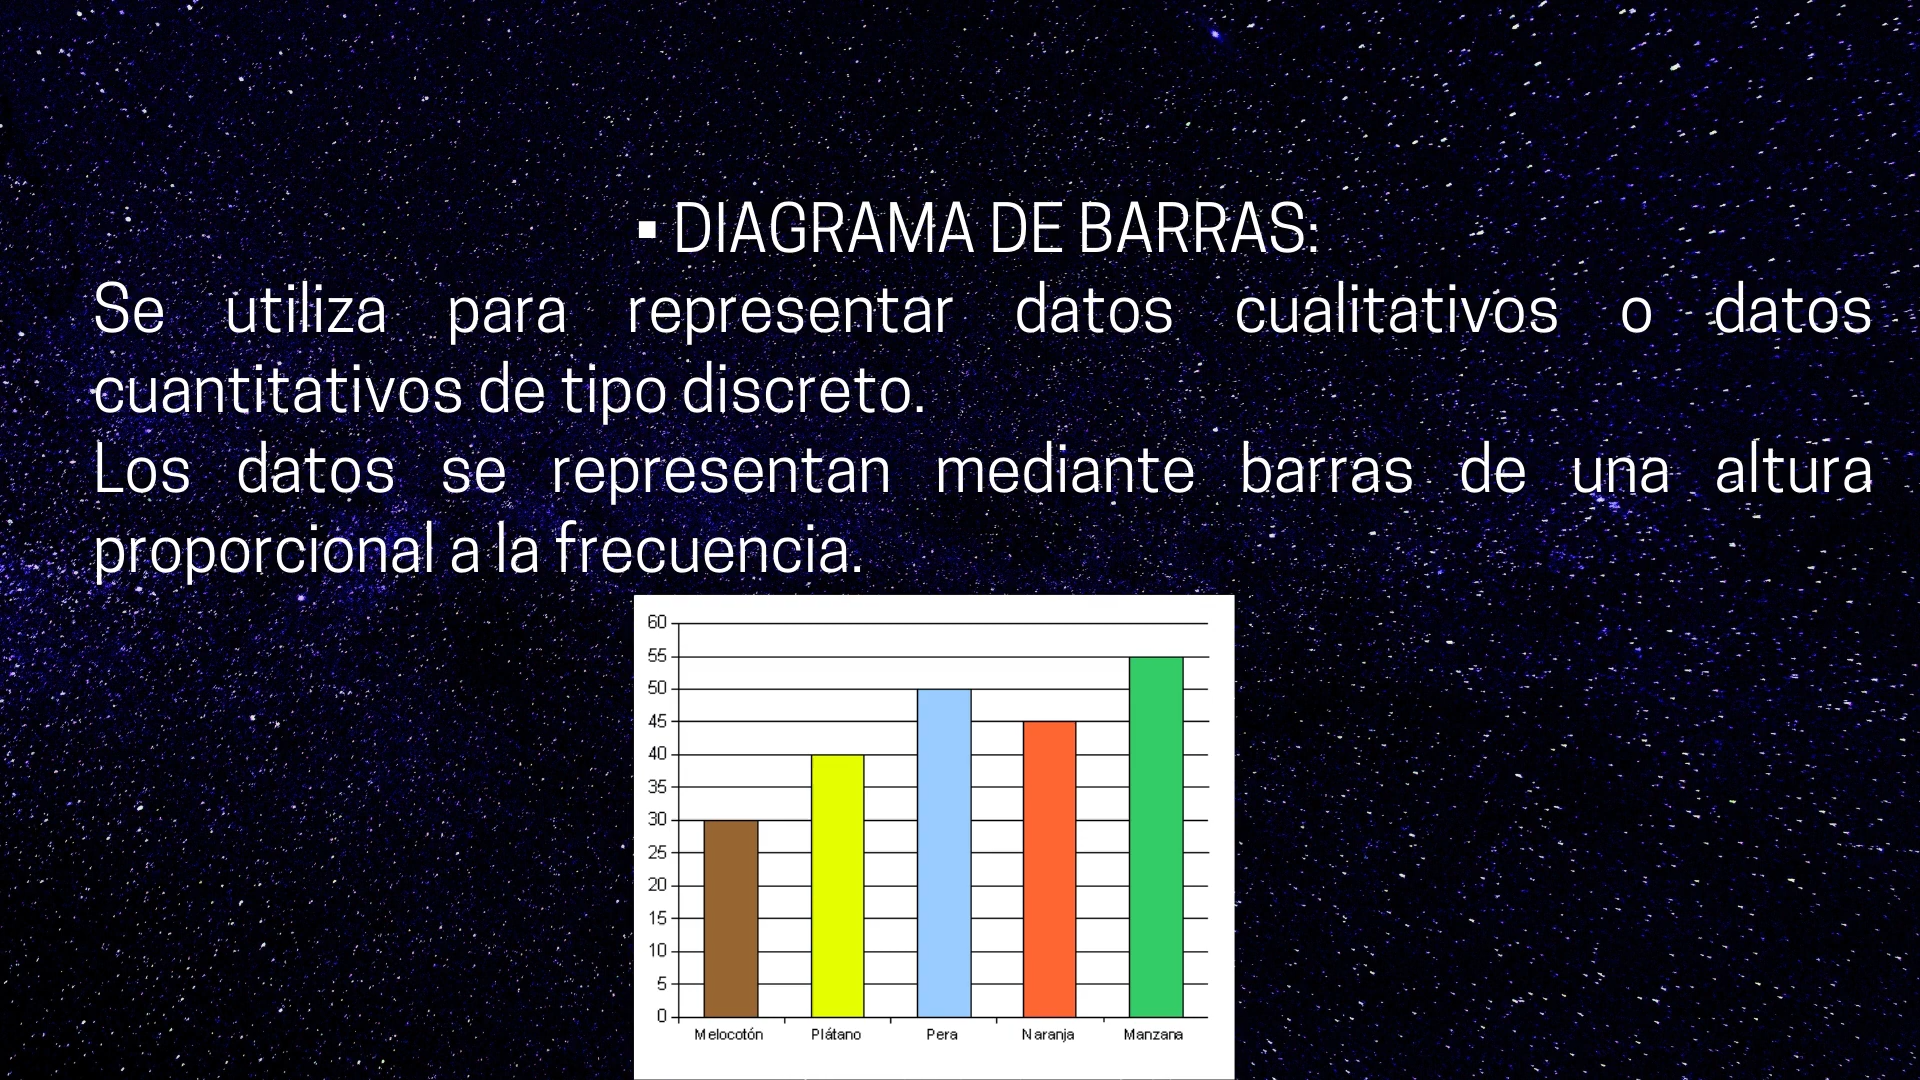 ▪ DIAGRAMA DE BARRAS:
Se utiliza para representar datos cualitativos o datos
cuantitativos de tipo discreto.
Los datos se representan mediante barras de una altura
proporcional a la frecuencia.
60
55
50
45
40
35
30
25
20
15
10
5
0
Melocotón Plátano Pera Naranja Manzana